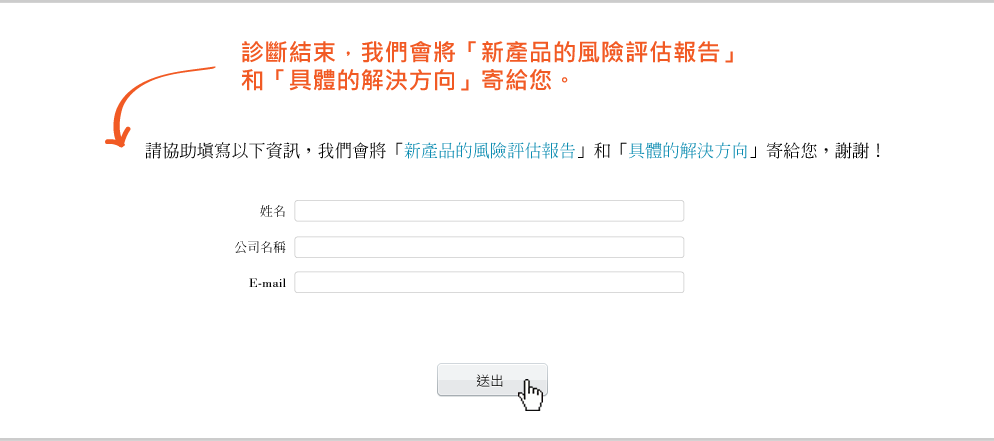 診斷結束，我們會將「新產品的風險評估報告」
和「具體的解決方向」寄給您。
請協助填寫以下資訊，我們會將「新產品的風險評估報告」和「具體的解決方向」寄給您，謝謝！
姓名
公司名稱
E-mail
送出